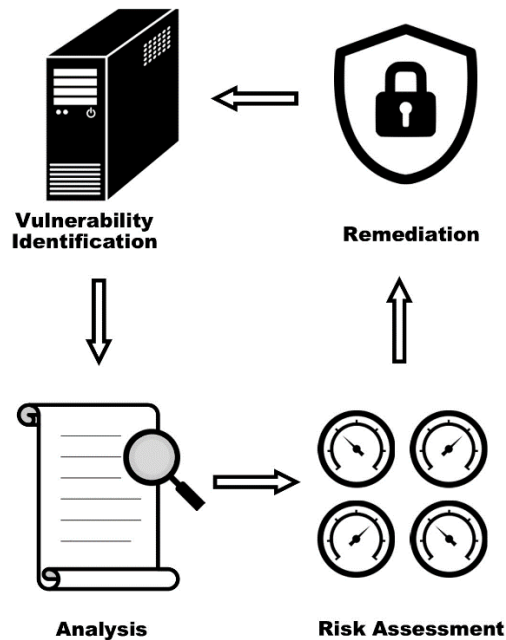 Vulnerability
Identification
Remediation
Analysis
Risk Assessment